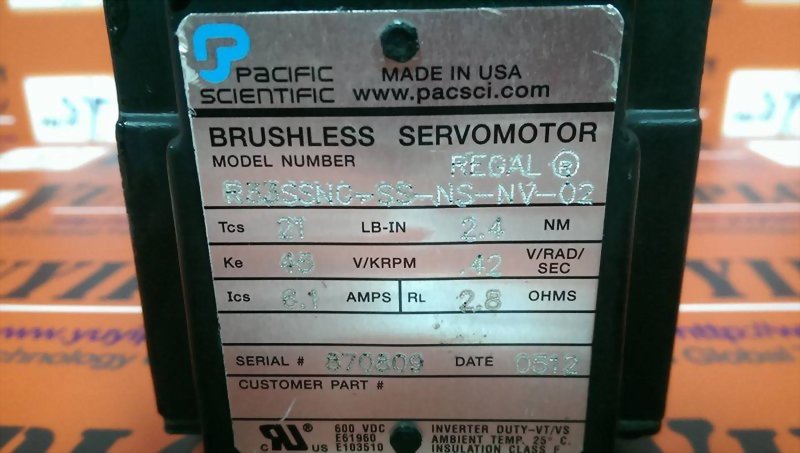 PACIFIC
SCIENTIFIC
MADE IN USA
www.pacsci.com
BRUSHLESS SERVOMOTOR
MODEL NUMBER
REGAL ®
R33SSNC-SS-NS-NV-02
Tcs 21 LB-IN 2.4 NM
Ke 45 V/KRPM .42 V/RAD/
SEC
Ics 6.1 AMPS RL 2.8 OHMS
SERIAL # 870809 DATE 0512
CUSTOMER PART #
C US ®
600 VDC
E61960
E103510
INVERTER DUTY-VT/VS
AMBIENT TEMP. 25° C.
INSULATION CLASS F